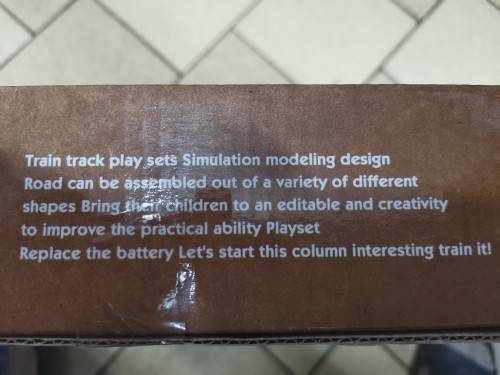 Train track play sets Simulation modeling design
Road can be assembled out of a variety of different
shapes Bring their children to an editable and creativity
to improve the practical ability Playset
Replace the battery Let's start this column interesting train it!